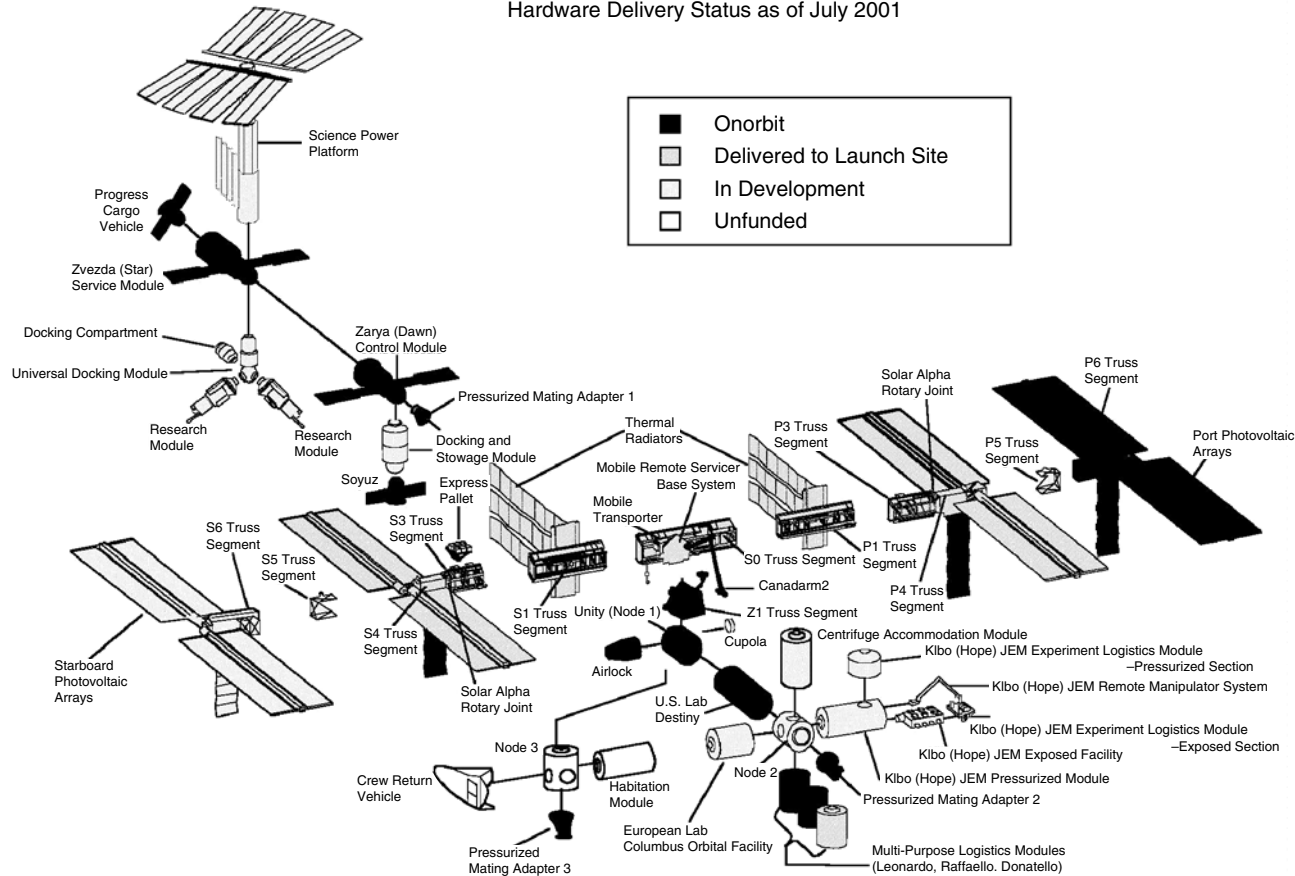 Hardware Delivery Status as of July 2001
Onorbit
Delivered to Launch Site
In Development
Unfunded
Science Power
Platform
Progress
Cargo
Vehicle
Zvezda (Star)
Service Module
Docking Compartment
Universal Docking Module
Research
Module
Research
Module
Zarya (Dawn)
Control Module
Pressurized Mating Adapter 1
Docking and
Stowage Module
Soyuz
Express
Pallet
Thermal
Radiators
Mobile Remote Servicer
Base System
Mobile
Transporter
P3 Truss
Segment
Solar Alpha
Rotary Joint
P5 Truss
Segment
P6 Truss
Segment
Port Photovoltaic
Arrays
S6 Truss
Segment
S5 Truss
Segment
S3 Truss
Segment
S4 Truss
Segment
Solar Alpha
Rotary Joint
S1 Truss
Segment
S0 Truss Segment
P1 Truss
Segment
P4 Truss
Segment
Canadarm2
Z1 Truss Segment
Unity (Node 1)
Cupola
Airlock
Starboard
Photovoltaic
Arrays
U.S. Lab
Destiny
Centrifuge Accommodation Module
Klbo (Hope) JEM Experiment Logistics Module
–Pressurized Section
Klbo (Hope) JEM Remote Manipulator System
Klbo (Hope) JEM Experiment Logistics Module
–Exposed Section
Klbo (Hope) JEM Exposed Facility
Klbo (Hope) JEM Pressurized Module
Pressurized Mating Adapter 2
Node 2
Node 3
Crew Return
Vehicle
Habitation
Module
Pressurized
Mating Adapter 3
European Lab
Columbus Orbital Facility
Multi-Purpose Logistics Modules
(Leonardo, Raffaello. Donatello)